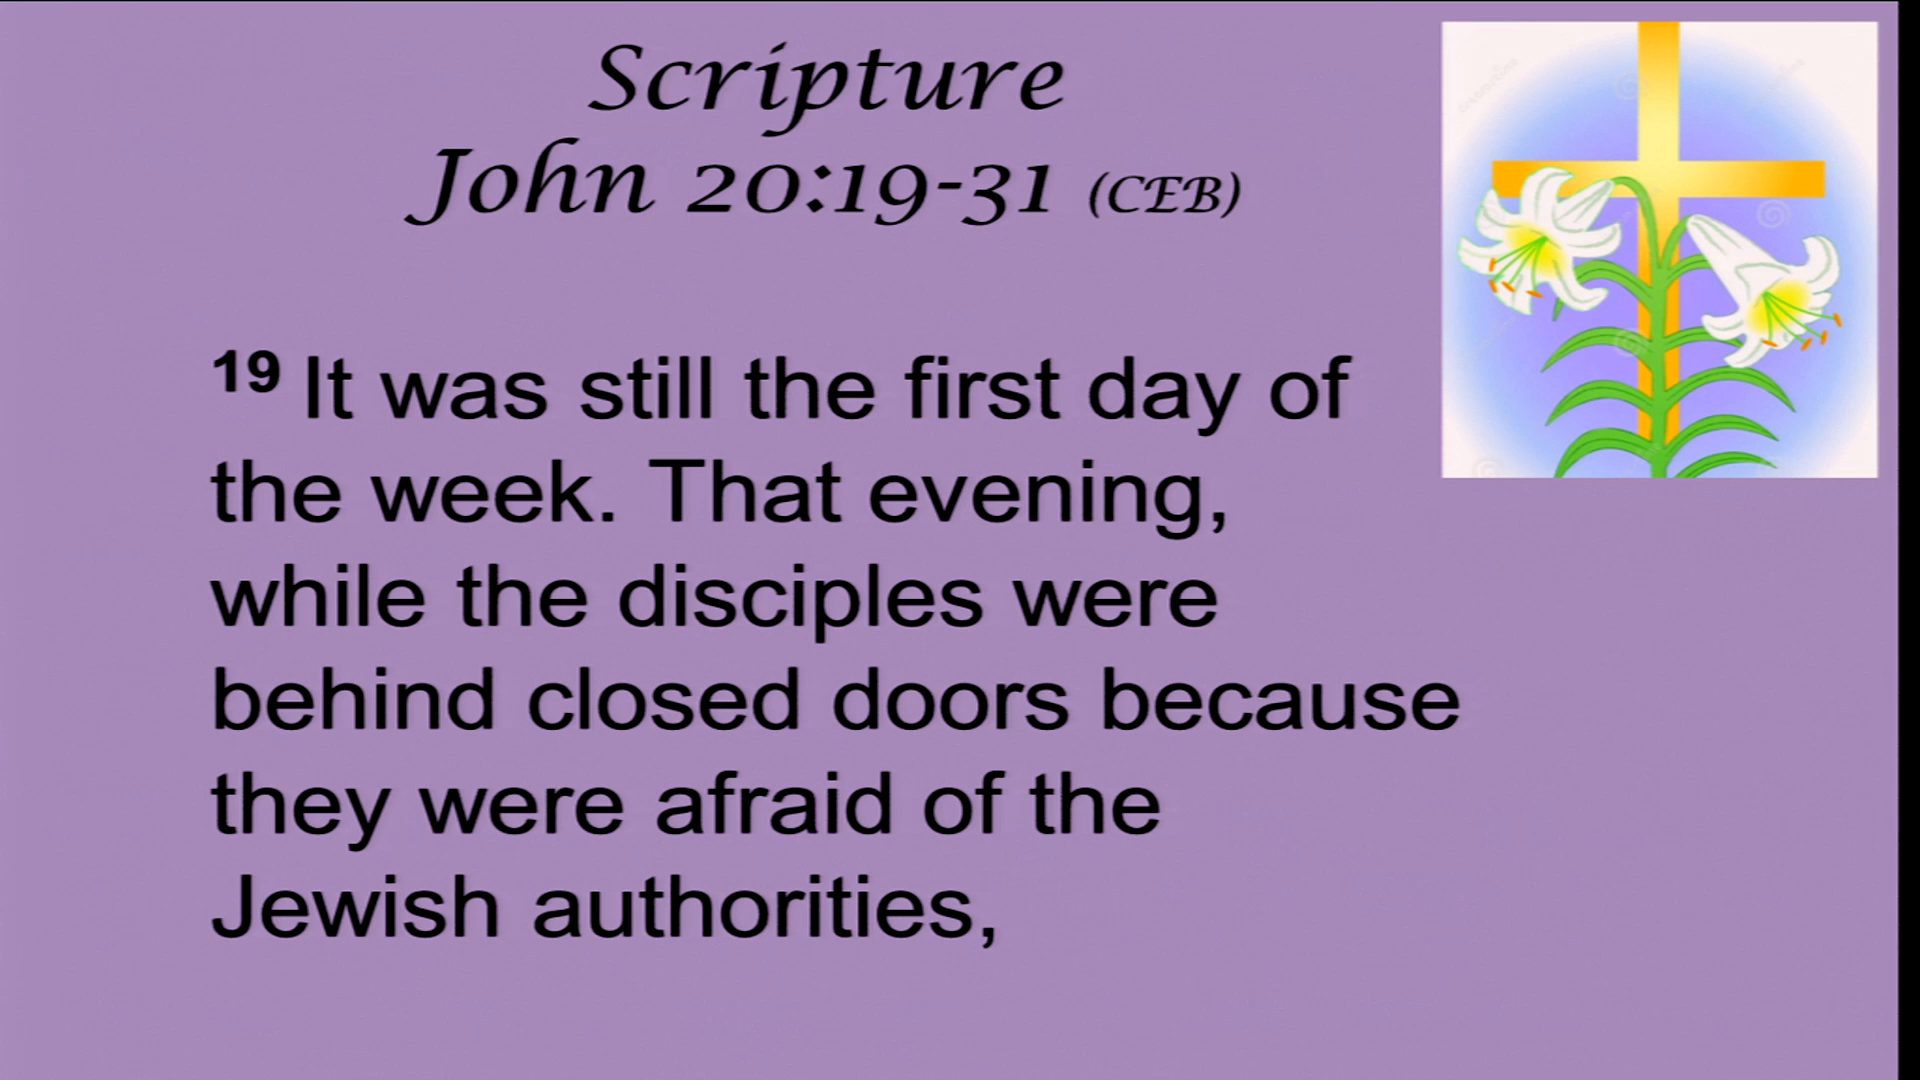 Scripture
John 20:19-31 (CEB)
19 It was still the first day of
the week. That evening,
while the disciples were
behind closed doors because
they were afraid of the
Jewish authorities,